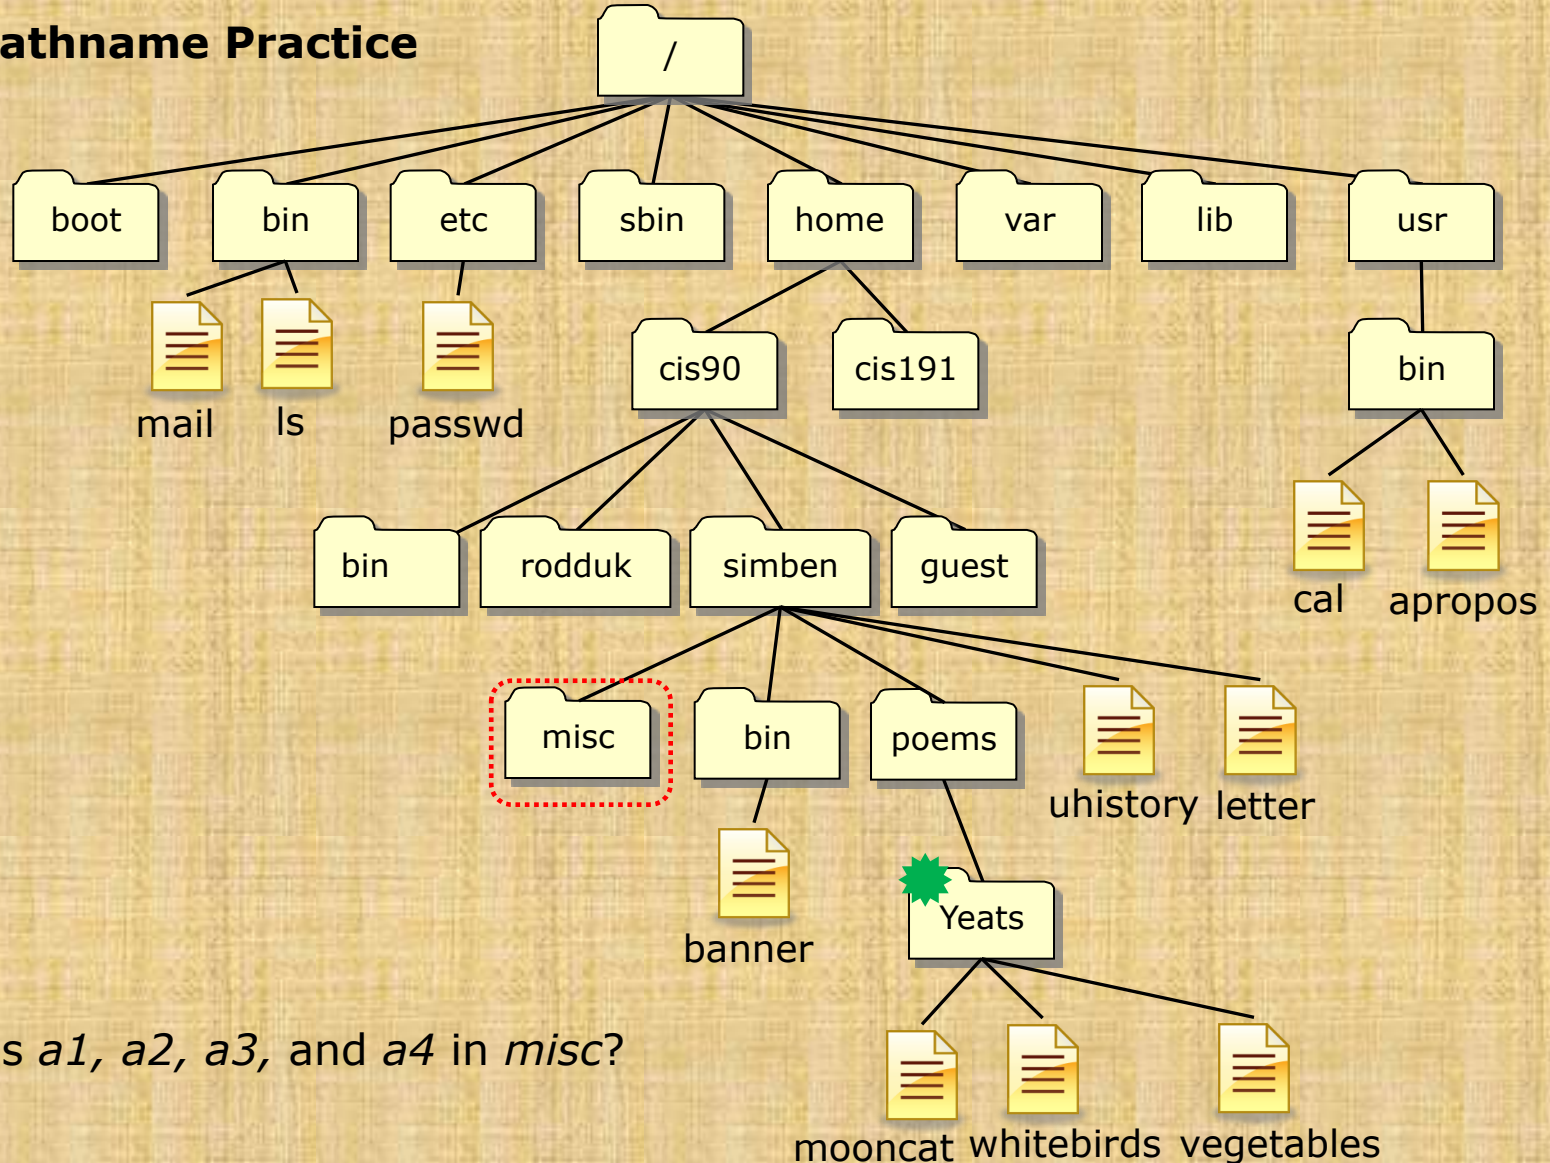 athname Practice
/
boot bin etc sbin home var lib usr
mail ls passwd
cis90 cis191 bin
bin rodduk simben guest
cal apropos
misc bin poems
uhistory letter
banner
Yeats
s a1, a2, a3, and a4 in misc?
mooncat whitebirds vegetables